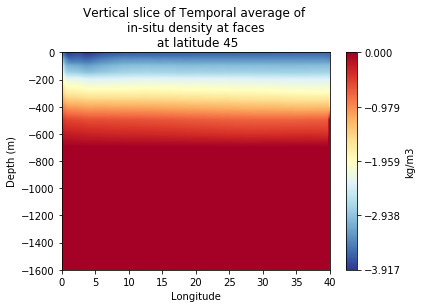 Vertical slice of Temporal average of
in-situ density at faces
at latitude 45
0
−200
−400
−600
−800
−1000
−1200
−1400
−1600
Depth (m)
0 5 10 15 20 25 30 35 40
Longitude
0.000
−0.979
−1.959
−2.938
−3.917
kg/m3